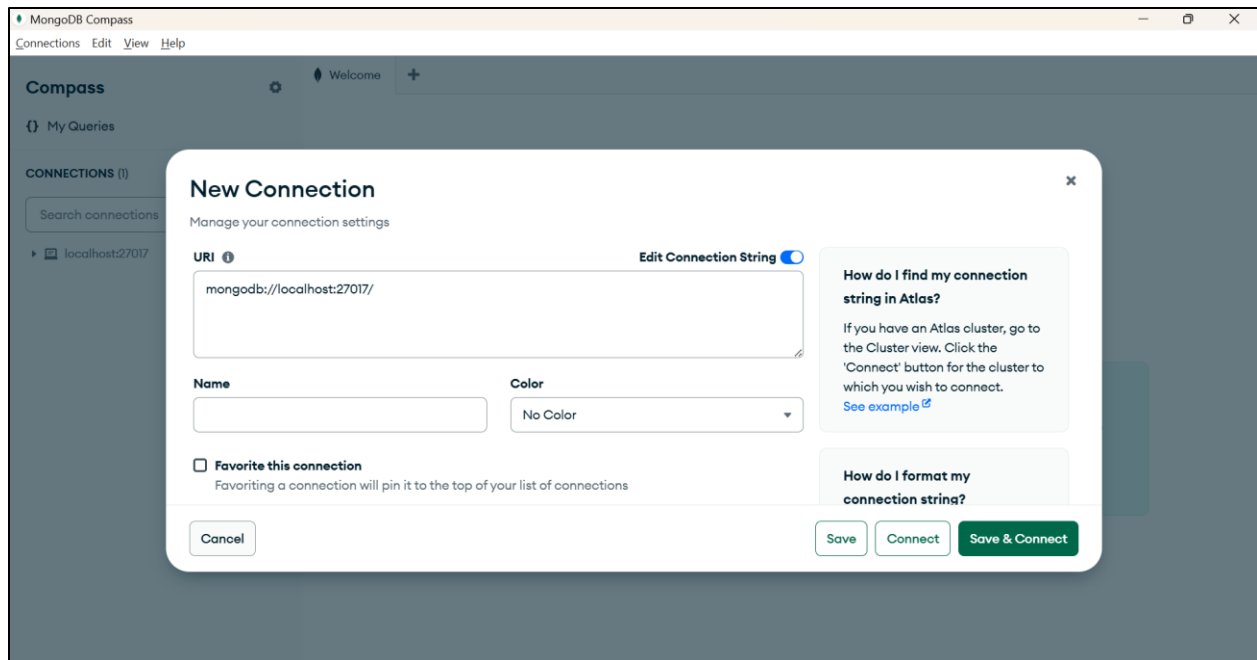 MongoDB Compass
Connections Edit View Help
Compass
Welcome
{} My Queries
CONNECTIONS (1)
Search connections
localhost:27017
New Connection
Manage your connection settings
URI
Edit Connection String
mongodb://localhost:27017/
Name
Color
No Color
Favorite this connection
Favoriting a connection will pin it to the top of your list of connections
How do I find my connection
string in Atlas?
If you have an Atlas cluster, go to
the Cluster view. Click the
'Connect' button for the cluster to
which you wish to connect.
See example
How do I format my
connection string?
Cancel
Save
Connect
Save & Connect